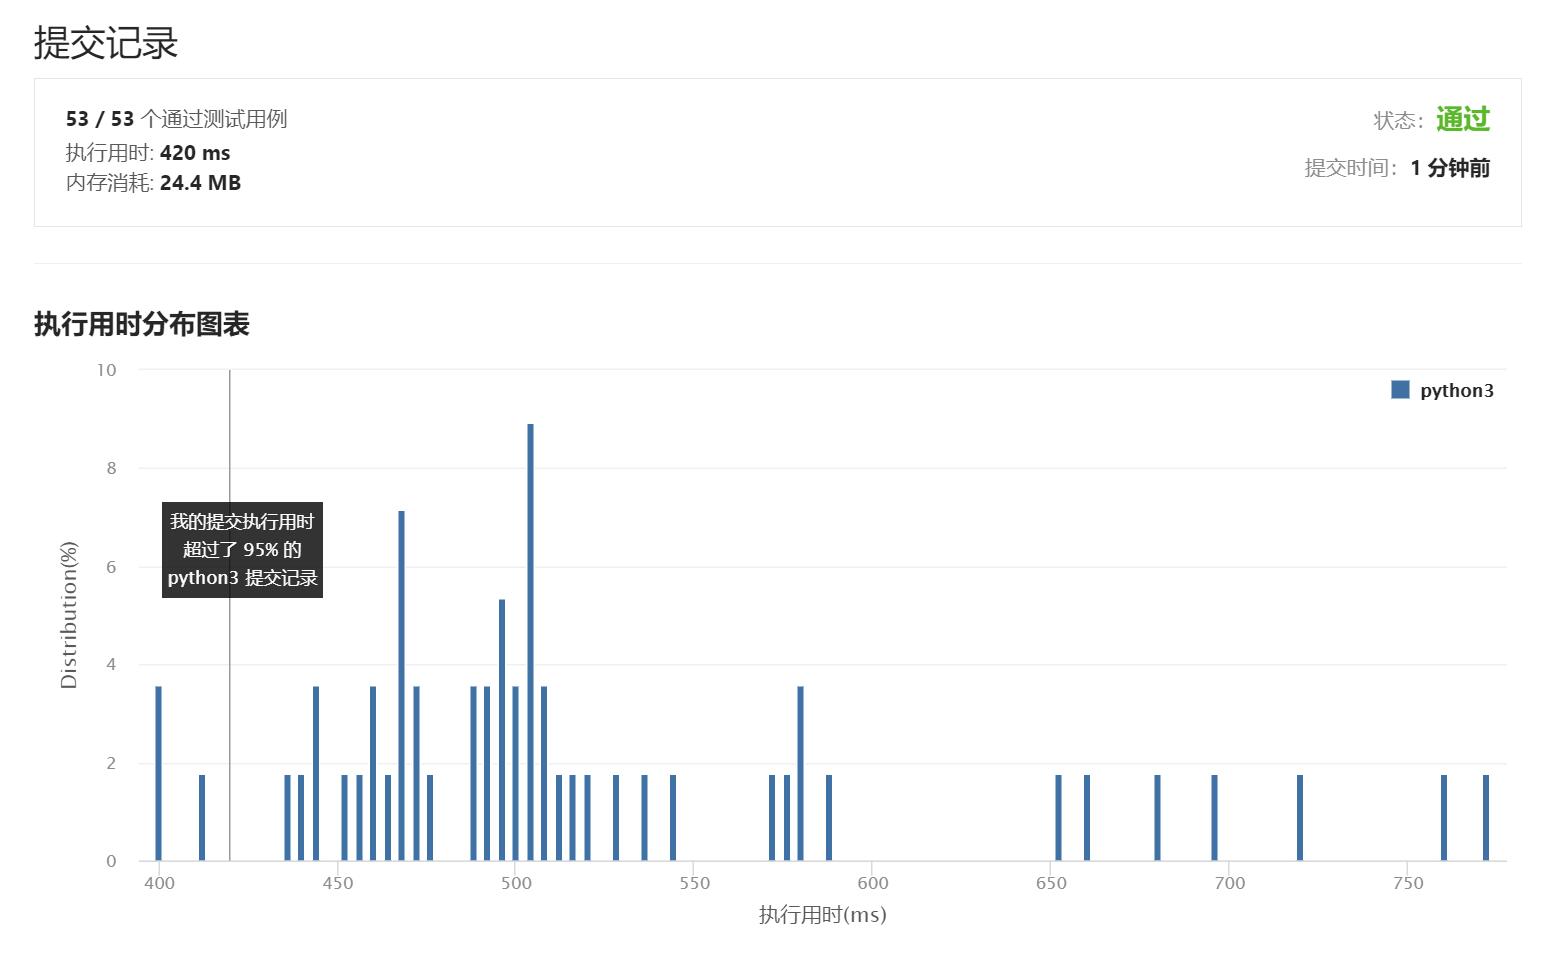 提交记录
53 / 53 个通过测试用例
状态：通过
执行用时: 420 ms
提交时间：1 分钟前
内存消耗: 24.4 MB
执行用时分布图表
10
python3
8
我的提交执行用时
超过了 95% 的
python3 提交记录
6
Distribution(%)
4
2
0
400 450 500 550 600 650 700 750
执行用时(ms)